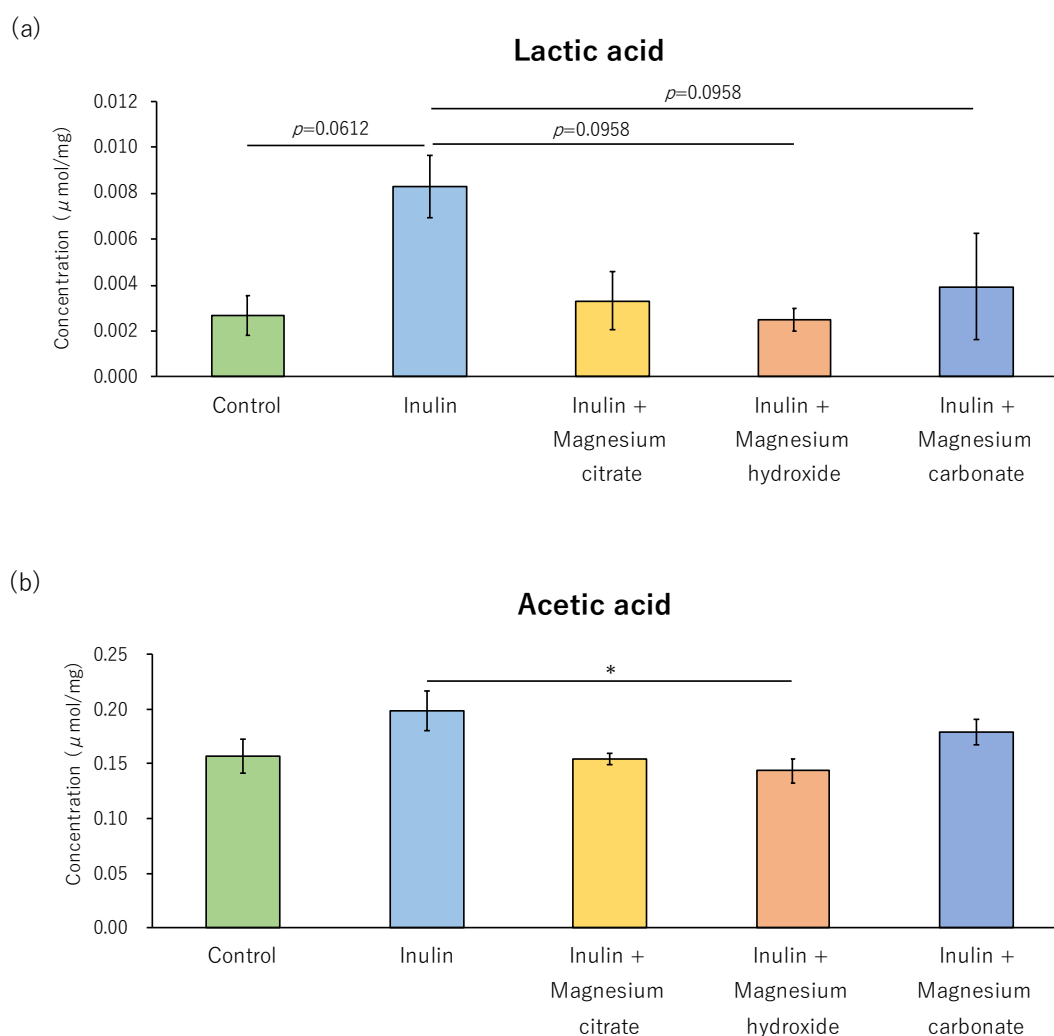 (a)
Lactic acid
Concentration (μmol/mg)
0.012
0.010
0.008
0.006
0.004
0.002
0.000
p=0.0958
p=0.0612
p=0.0958
Control
Inulin
Inulin +
Magnesium
citrate
Inulin +
Magnesium
hydroxide
Inulin +
Magnesium
carbonate
(b)
Acetic acid
Concentration (μmol/mg)
0.25
0.20
0.15
0.10
0.05
0.00
*
Control
Inulin
Inulin +
Magnesium
citrate
Inulin +
Magnesium
hydroxide
Inulin +
Magnesium
carbonate